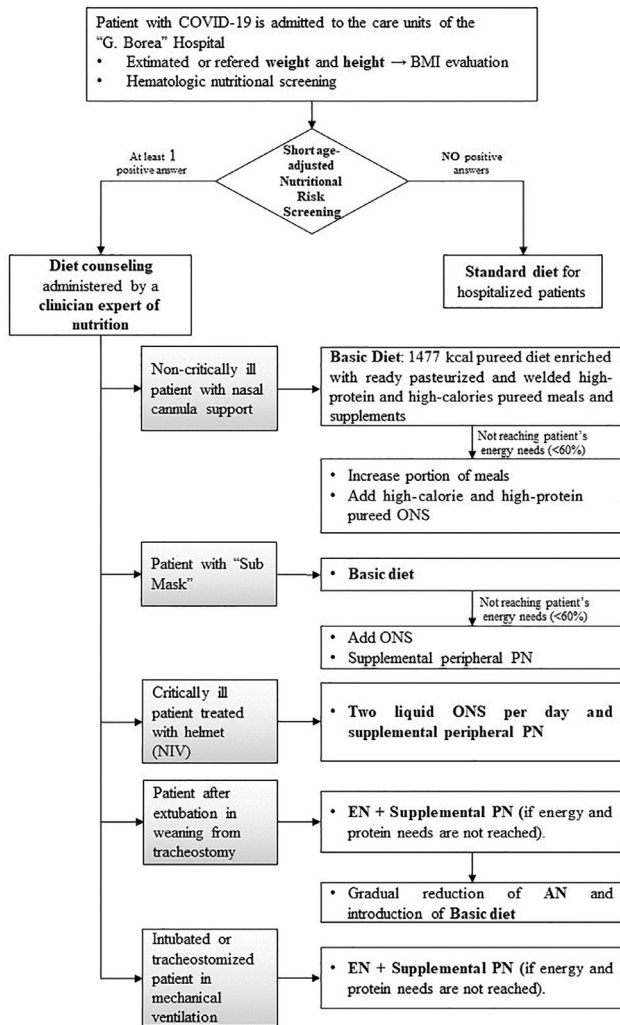 Patient with COVID-19 is admitted to the care units of the
“G. Borea” Hospital
• Extimated or refered weight and height → BMI evaluation
• Hematologic nutritional screening
At least 1
positive answer
Short age-
adjusted
Nutritional
Risk
Screening
NO positive
answers
Diet counseling
administered by a
clinician expert of
nutrition
Standard diet for
hospitalized patients
Non-critically ill
patient with nasal
cannula support
Basic Diet: 1477 kcal pureed diet enriched
with ready pasteurized and welded high-
protein and high-calories pureed meals and
supplements
Not reaching patient’s
energy needs (<60%)
• Increase portion of meals
• Add high-calorie and high-protein
pureed ONS
Patient with “Sub
Mask”
• Basic diet
Not reaching patient’s
energy needs (<60%)
• Add ONS
• Supplemental peripheral PN
Critically ill
patient treated
with helmet
(NIV)
• Two liquid ONS per day and
supplemental peripheral PN
Patient after
extubation in
weaning from
tracheostomy
• EN + Supplemental PN (if energy and
protein needs are not reached).
• Gradual reduction of AN and
introduction of Basic diet
Intubated or
tracheostomized
patient in
mechanical
ventilation
• EN + Supplemental PN (if energy and
protein needs are not reached).